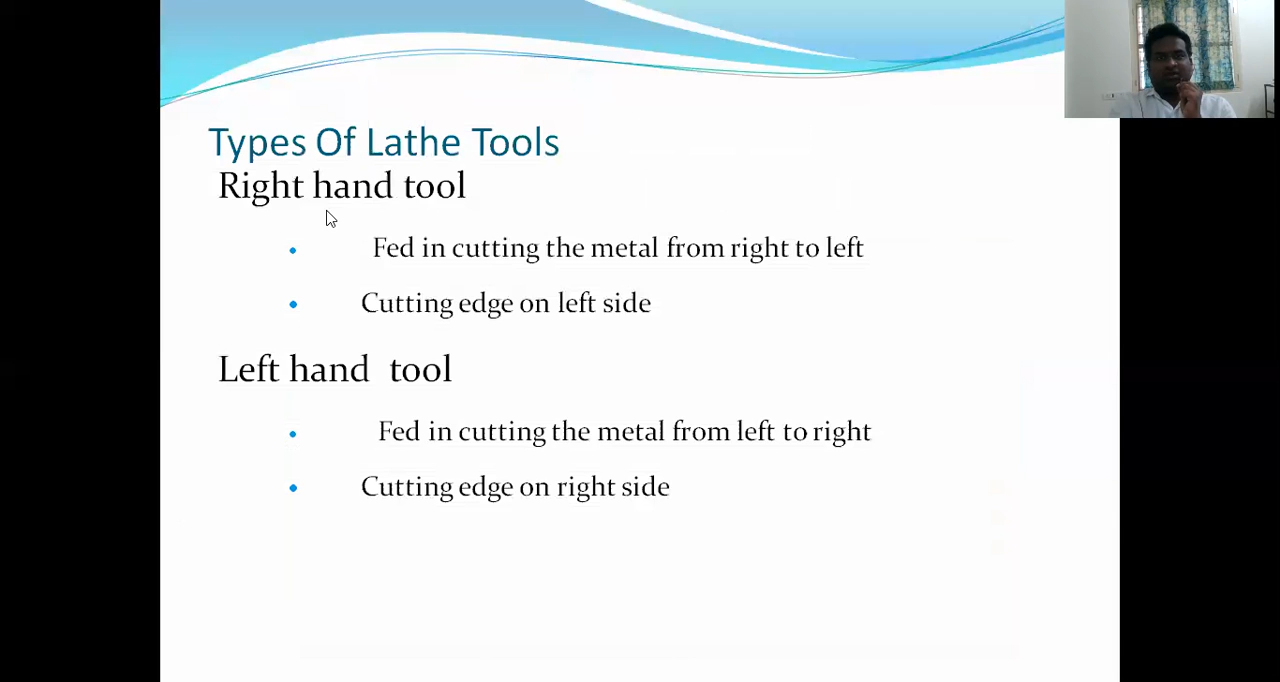 Types Of Lathe Tools
Right hand tool
• Fed in cutting the metal from right to left
• Cutting edge on left side
Left hand tool
• Fed in cutting the metal from left to right
• Cutting edge on right side